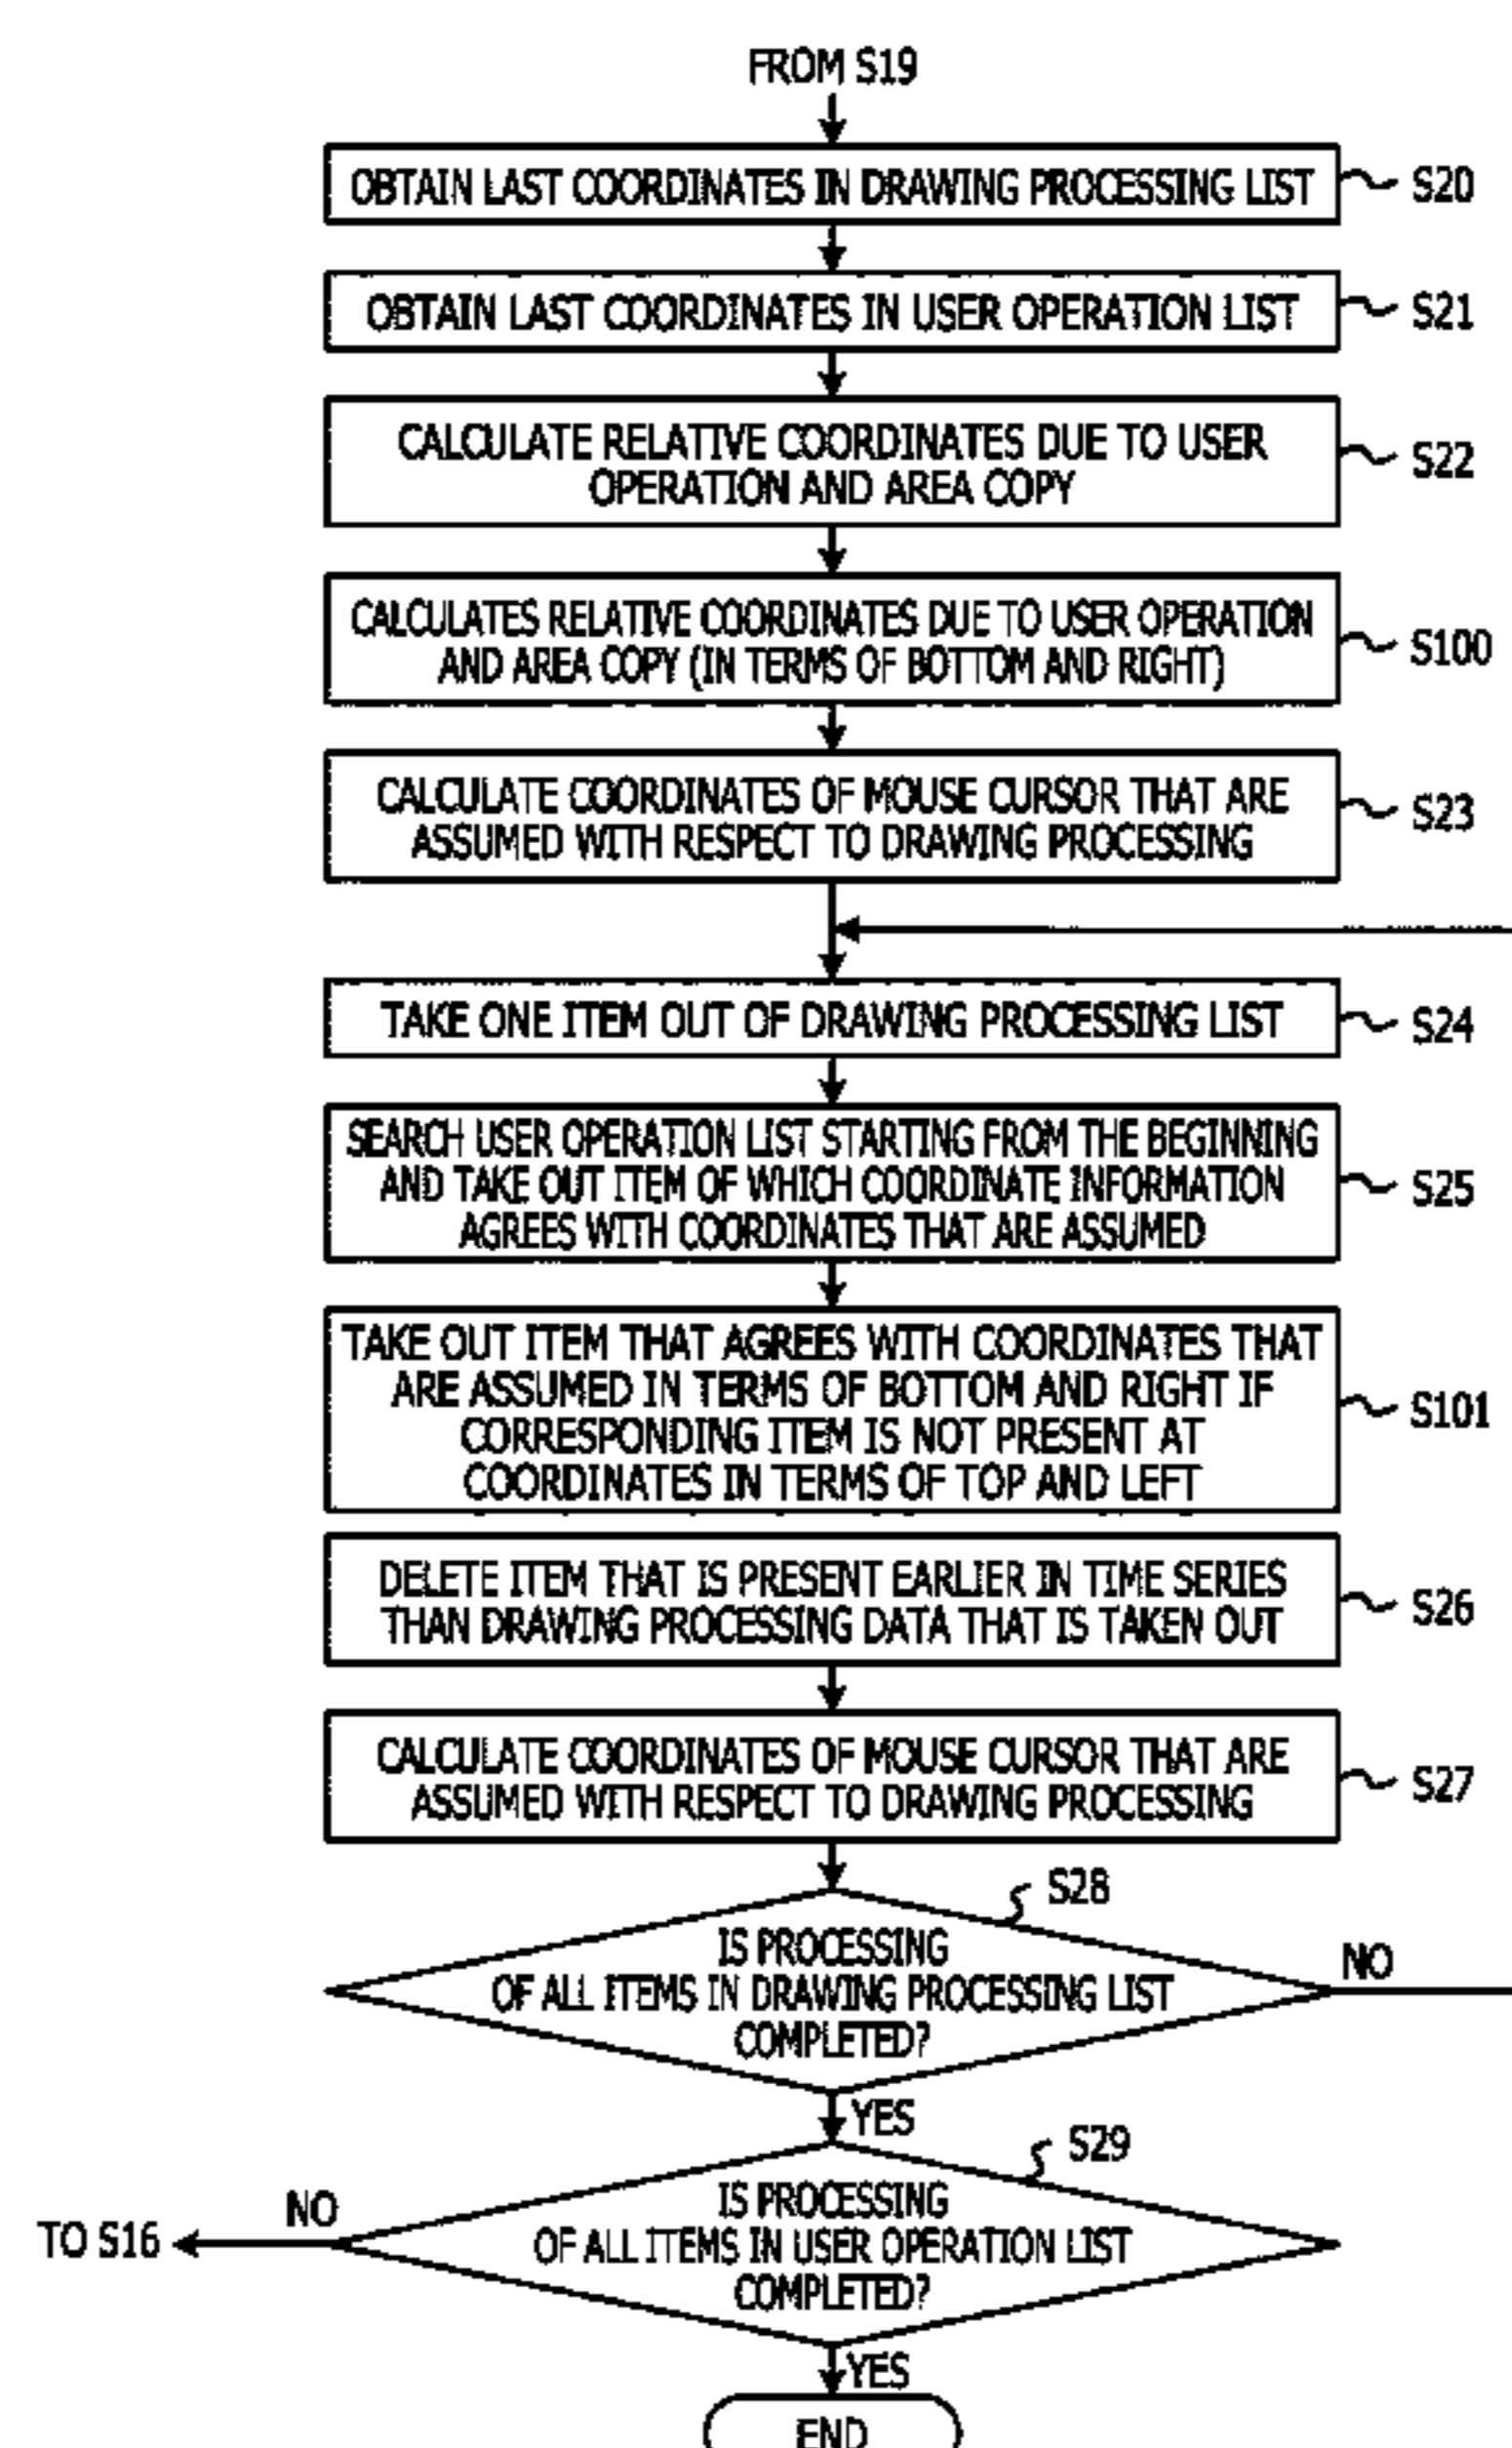 FROM S19
OBTAIN LAST COORDINATES IN DRAWING PROCESSING LIST
S20
OBTAIN LAST COORDINATES IN USER OPERATION LIST
S21
CALCULATE RELATIVE COORDINATES DUE TO USER
OPERATION AND AREA COPY
S22
CALCULATES RELATIVE COORDINATES DUE TO USER OPERATION
AND AREA COPY (IN TERMS OF BOTTOM AND RIGHT)
S100
CALCULATE COORDINATES OF MOUSE CURSOR THAT ARE
ASSUMED WITH RESPECT TO DRAWING PROCESSING
S23
TAKE ONE ITEM OUT OF DRAWING PROCESSING LIST
S24
SEARCH USER OPERATION LIST STARTING FROM THE BEGINNING
AND TAKE OUT ITEM OF WHICH COORDINATE INFORMATION
AGREES WITH COORDINATES THAT ARE ASSUMED
S25
TAKE OUT ITEM THAT AGREES WITH COORDINATES THAT
ARE ASSUMED IN TERMS OF BOTTOM AND RIGHT IF
CORRESPONDING ITEM IS NOT PRESENT AT
COORDINATES IN TERMS OF TOP AND LEFT
S101
DELETE ITEM THAT IS PRESENT EARLIER IN TIME SERIES
THAN DRAWING PROCESSING DATA THAT IS TAKEN OUT
S26
CALCULATE COORDINATES OF MOUSE CURSOR THAT ARE
ASSUMED WITH RESPECT TO DRAWING PROCESSING
S27
S28
IS PROCESSING
OF ALL ITEMS IN DRAWING PROCESSING LIST
COMPLETED?
NO
YES
S29
IS PROCESSING
OF ALL ITEMS IN USER OPERATION LIST
COMPLETED?
NO
TO S16
YES
END